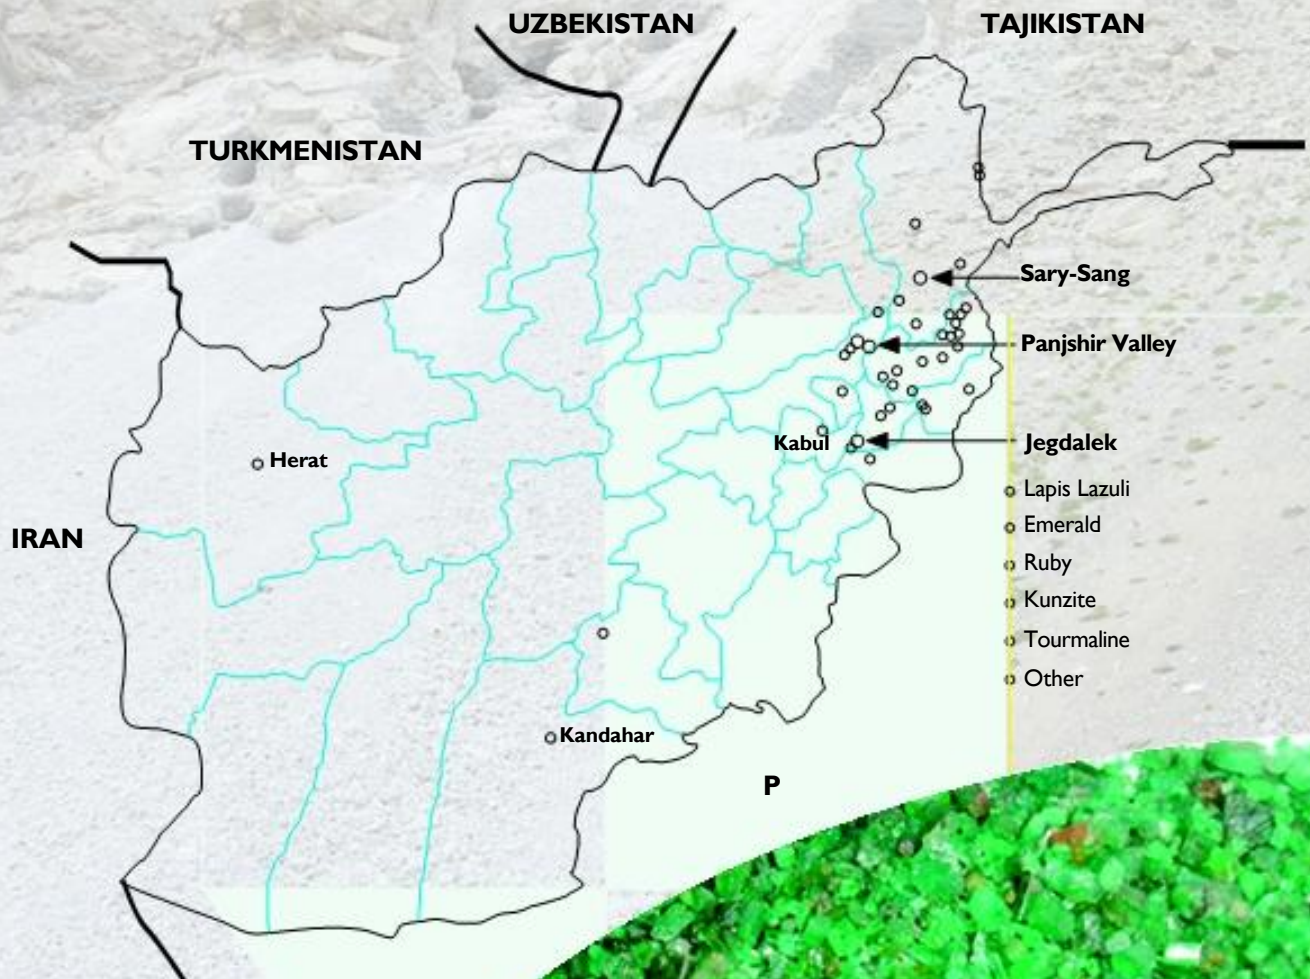 UZBEKISTAN
TAJIKISTAN
TURKMENISTAN
Sary-Sang
Panjshir Valley
Kabul
Jegdalek
Herat
Lapis Lazuli
IRAN
Emerald
Ruby
Kunzite
Tourmaline
Other
Kandahar
P